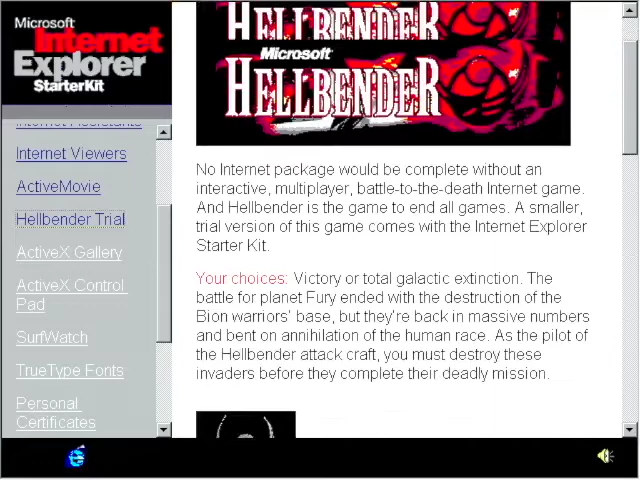 Microsoft
Internet
Explorer
StarterKit
Internet Assistants
Internet Viewers
ActiveMovie
Hellbender Trial
ActiveX Gallery
ActiveX Control
Pad
SurfWatch
TrueType Fonts
Personal
Certificates
HELLBENDER
Microsoft
HELLBENDER
No Internet package would be complete without an
interactive, multiplayer, battle-to-the-death Internet game.
And Hellbender is the game to end all games. A smaller,
trial version of this game comes with the Internet Explorer
Starter Kit.
Your choices: Victory or total galactic extinction. The
battle for planet Fury ended with the destruction of the
Bion warriors' base, but they're back in massive numbers
and bent on annihilation of the human race. As the pilot of
the Hellbender attack craft, you must destroy these
invaders before they complete their deadly mission.